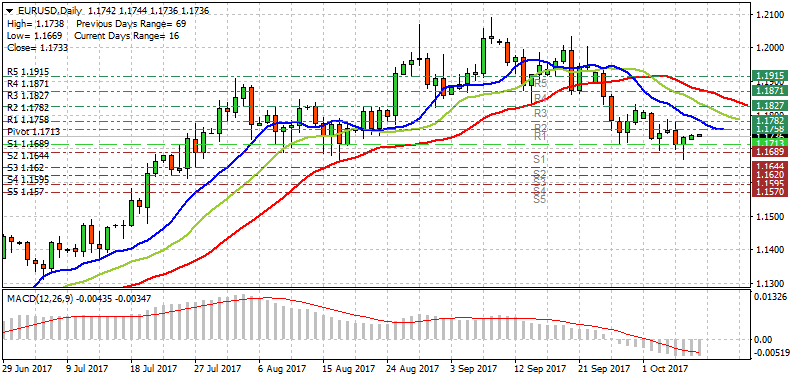 EURUSD,Daily 1.1742 1.1744 1.1736 1.1736
High= 1.1738 Previous Days Range= 69
Low= 1.1669 Current Days Range= 16
Close= 1.1733
R5 1.1915
R4 1.1871
R3 1.1827
R2 1.1782
R1 1.1758
Pivot 1.1713
S1 1.1689
S2 1.1644
S3 1.162
S4 1.1595
S5 1.157
R5
R3
R2
R1
S1
S2
S3
S4
S5
1.2100
1.2000
1.1915
1.1871
1.1827
1.1782
1.1758
1.1713
1.1689
1.1644
1.1620
1.1595
1.1570
1.1500
1.1400
1.1300
MACD(12,26,9) -0.00435 -0.00347
0.01326
0.00
-0.00519
29 Jun 2017
9 Jul 2017
18 Jul 2017
27 Jul 2017
6 Aug 2017
15 Aug 2017
24 Aug 2017
3 Sep 2017
12 Sep 2017
21 Sep 2017
1 Oct 2017